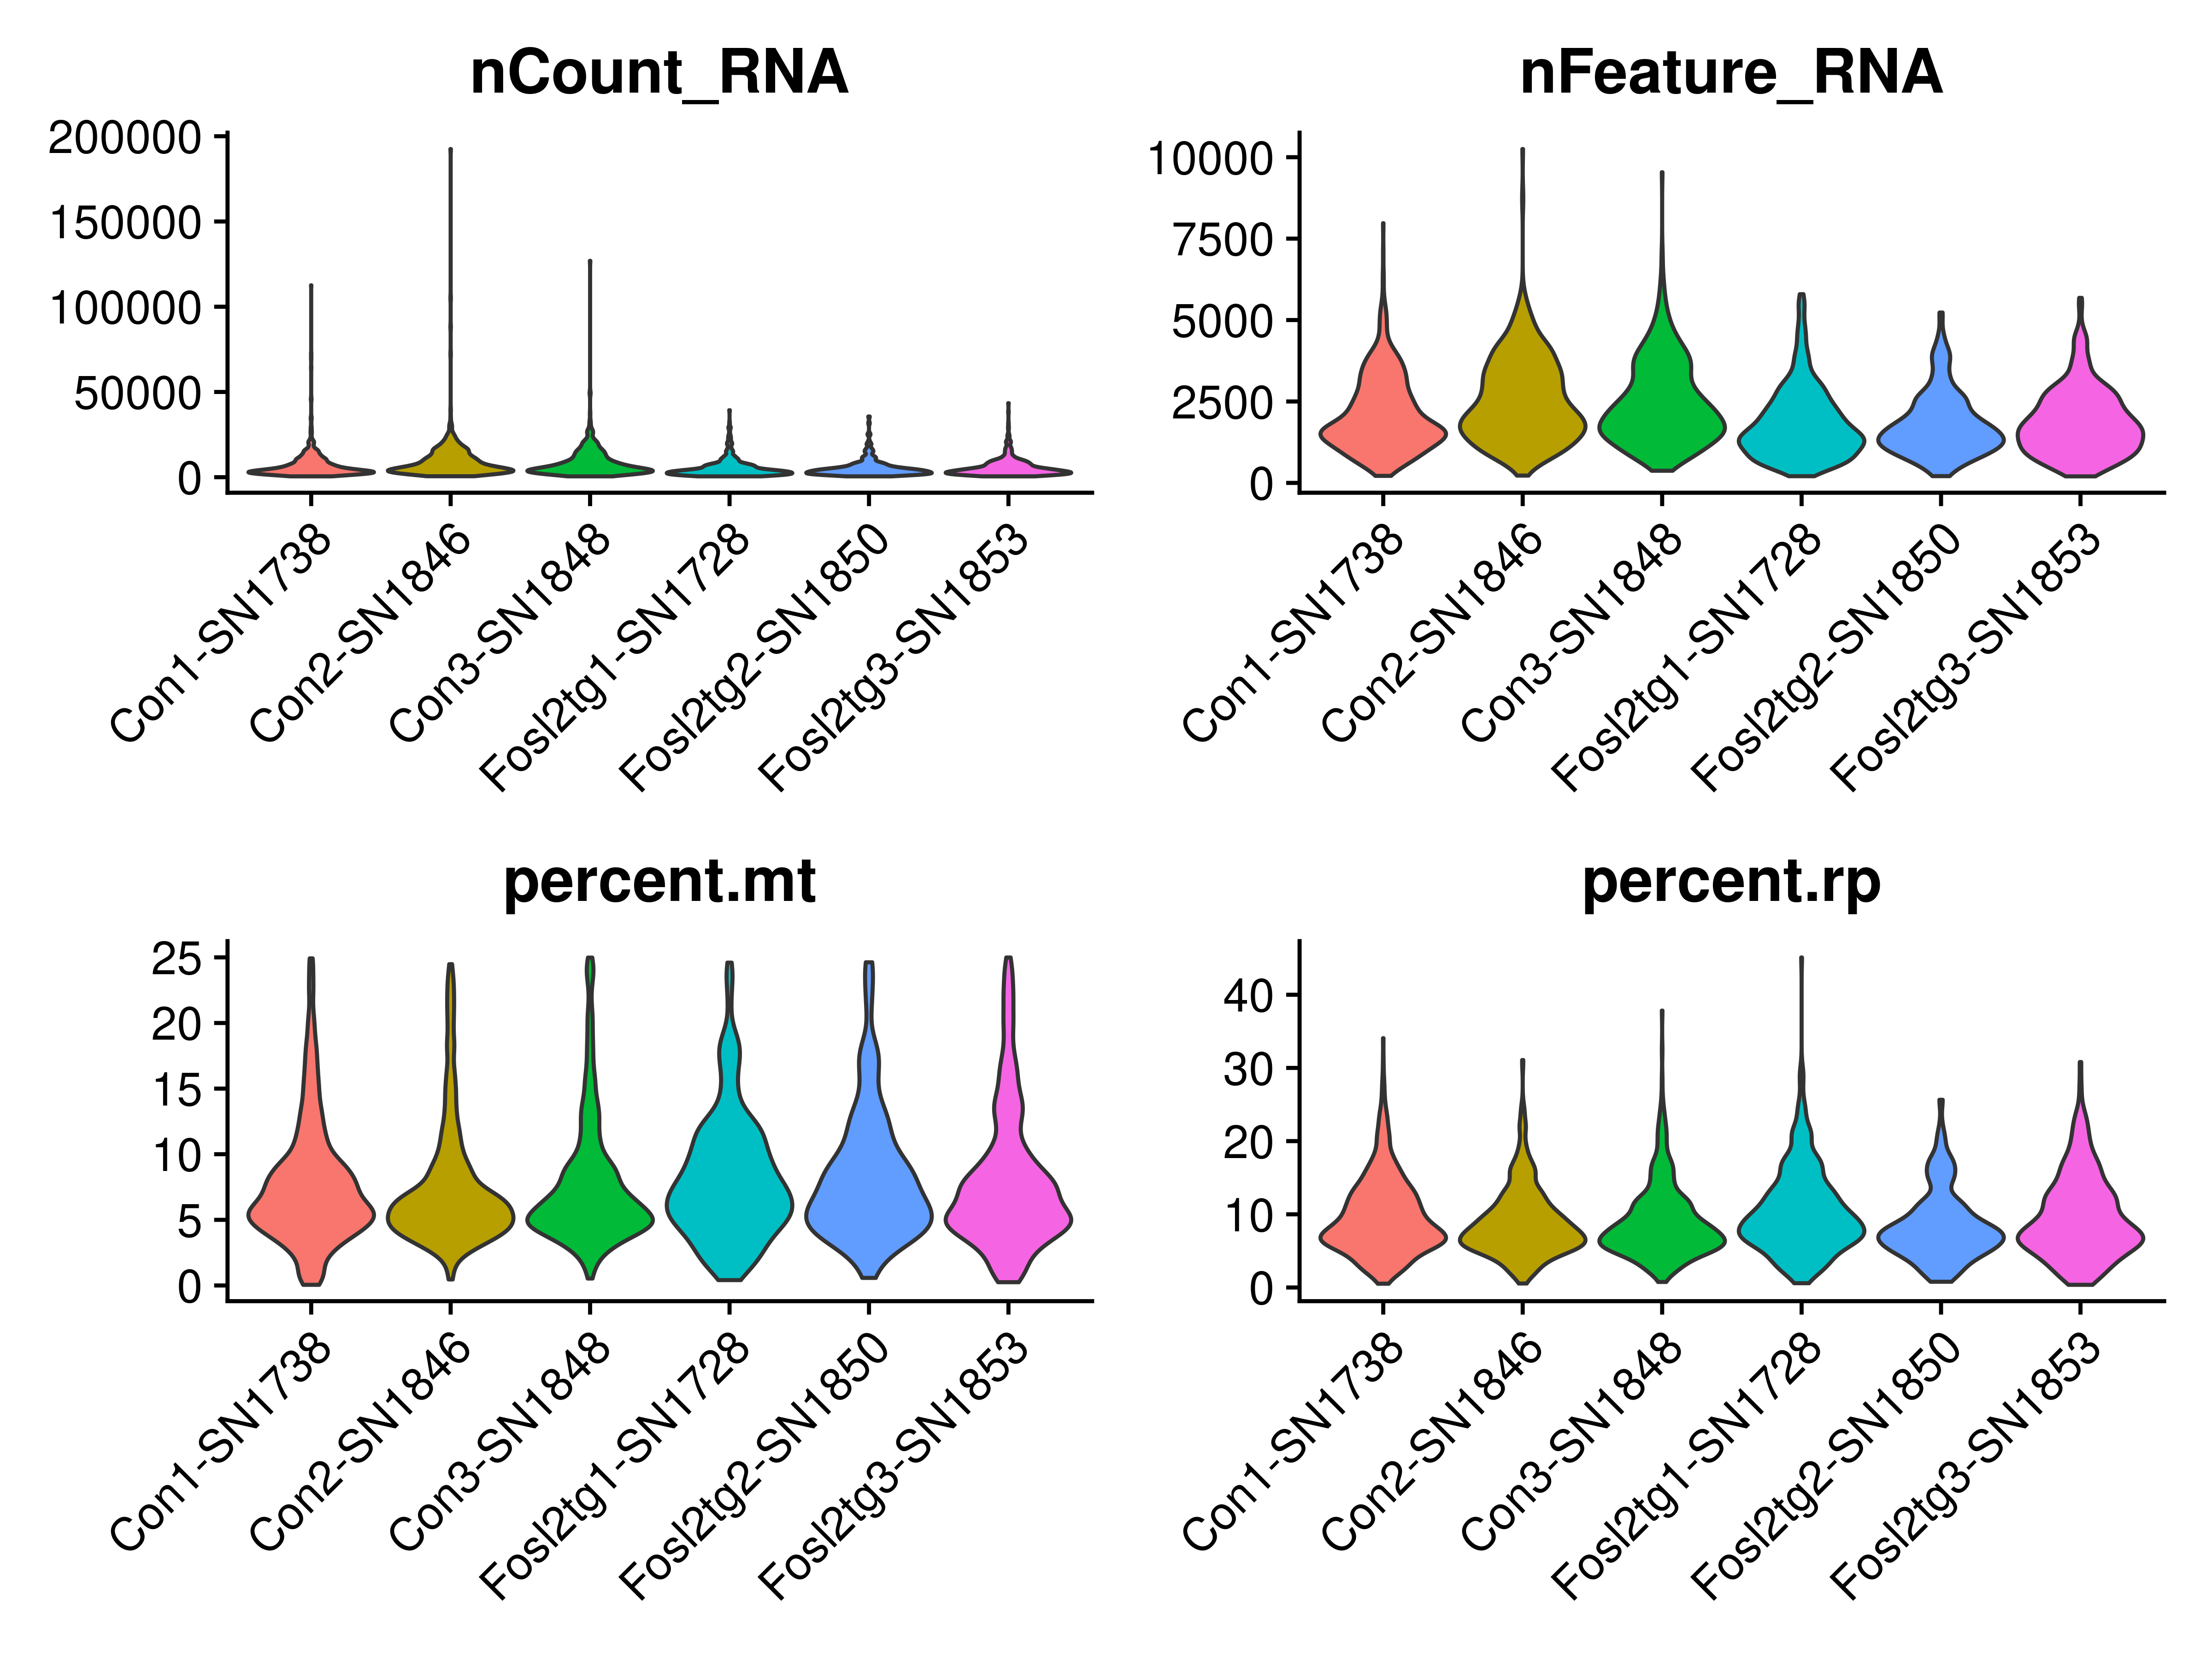 nCount_RNA
200000
150000
100000
50000
0
Con1-SN1738
Con2-SN1846
Con3-SN1848
Fosl2tg1-SN1728
Fosl2tg2-SN1850
Fosl2tg3-SN1853
nFeature_RNA
10000
7500
5000
2500
0
Con1-SN1738
Con2-SN1846
Con3-SN1848
Fosl2tg1-SN1728
Fosl2tg2-SN1850
Fosl2tg3-SN1853
percent.mt
25
20
15
10
5
0
Con1-SN1738
Con2-SN1846
Con3-SN1848
Fosl2tg1-SN1728
Fosl2tg2-SN1850
Fosl2tg3-SN1853
percent.rp
40
30
20
10
0
Con1-SN1738
Con2-SN1846
Con3-SN1848
Fosl2tg1-SN1728
Fosl2tg2-SN1850
Fosl2tg3-SN1853